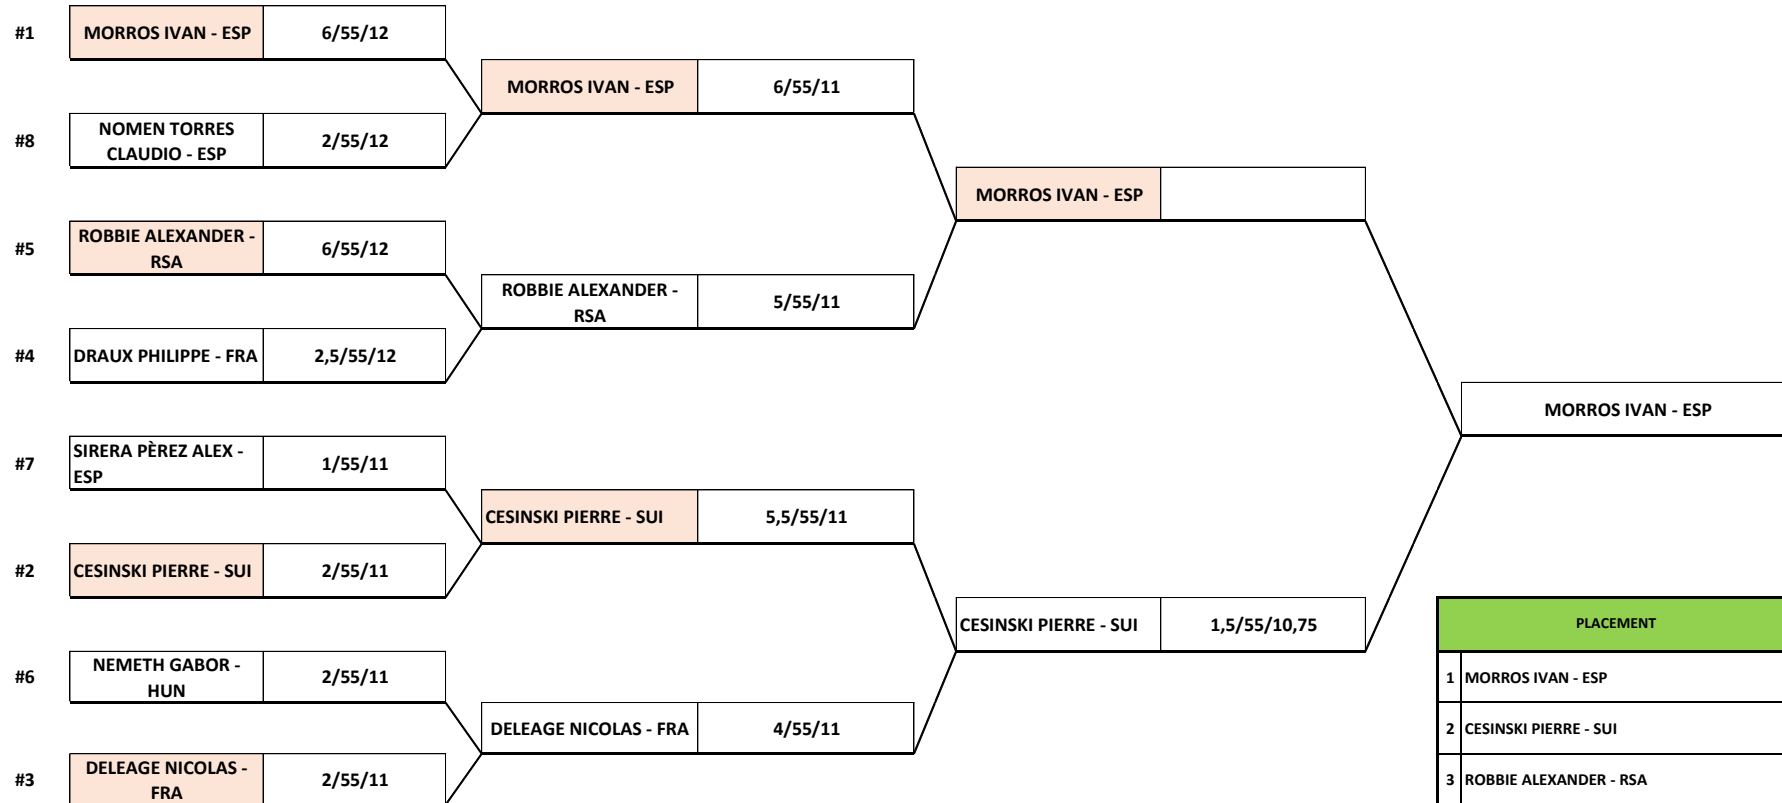 #1
MORROS IVAN - ESP
6/55/12
MORROS IVAN - ESP
6/55/11
#8
NOMEN TORRES
CLAUDIO - ESP
2/55/12
MORROS IVAN - ESP
#5
ROBBIE ALEXANDER -
RSA
6/55/12
ROBBIE ALEXANDER -
RSA
5/55/11
#4
DRAUX PHILIPPE - FRA
2,5/55/12
MORROS IVAN - ESP
#7
SIRERA PÈREZ ALEX -
ESP
1/55/11
CESINSKI PIERRE - SUI
5,5/55/11
#2
CESINSKI PIERRE - SUI
2/55/11
CESINSKI PIERRE - SUI
1,5/55/10,75
PLACEMENT
#6
NEMETH GABOR -
HUN
2/55/11
1 MORROS IVAN - ESP
DELEAGE NICOLAS - FRA
4/55/11
2 CESINSKI PIERRE - SUI
#3
DELEAGE NICOLAS -
FRA
2/55/11
3 ROBBIE ALEXANDER - RSA